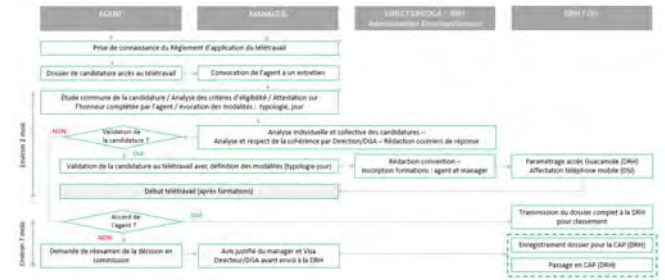 AGENT
MANAGER
DIRECTION/DGA – RRH
Administration Direction/Service
DRH / DSI
Prise de connaissance du Règlement d'application du télétravail
Dossier de candidature accès au télétravail
Convocation de l'agent à un entretien
Étude commune de la candidature / Analyse des critères d'éligibilité / Attestation sur
l'honneur complétée par l'agent / évocation des modalités : typologie, jour
NON
Validation de
la candidature ?
OUI
Analyse individuelle et collective des candidatures –
Analyse et respect de la cohérence par Direction/DGA – Rédaction courriers de réponse
Validation de la candidature au télétravail avec définition des modalités (typologie-jour)
Rédaction convention –
Inscription formations : agent et manager
Paramétrage accès Guacamole (DRH)
Affectation téléphone mobile (DSI)
Environ 2 mois
Début télétravail (après formations)
Accord de
l'agent ?
OUI
NON
Transmission du dossier complet à la DRH
pour classement
Environ 7 mois
Demande de réexamen de la décision en
commission
Avis justifié du manager et Visa
Directeur/DGA avant envoi à la DRH
Enregistrement dossier pour la CAP (DRH)
Passage en CAP (DRH)